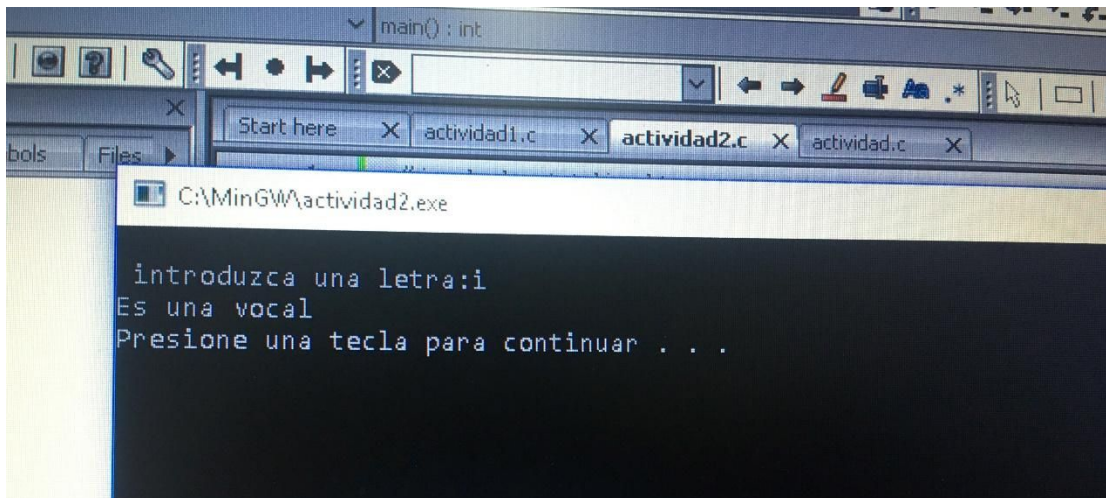 main() : int
Start here
actividad1.c
actividad2.c
actividad.c
bols
Files
C:\MinGW\actividad2.exe
introduzca una letra:i
Es una vocal
Presione una tecla para continuar . . .